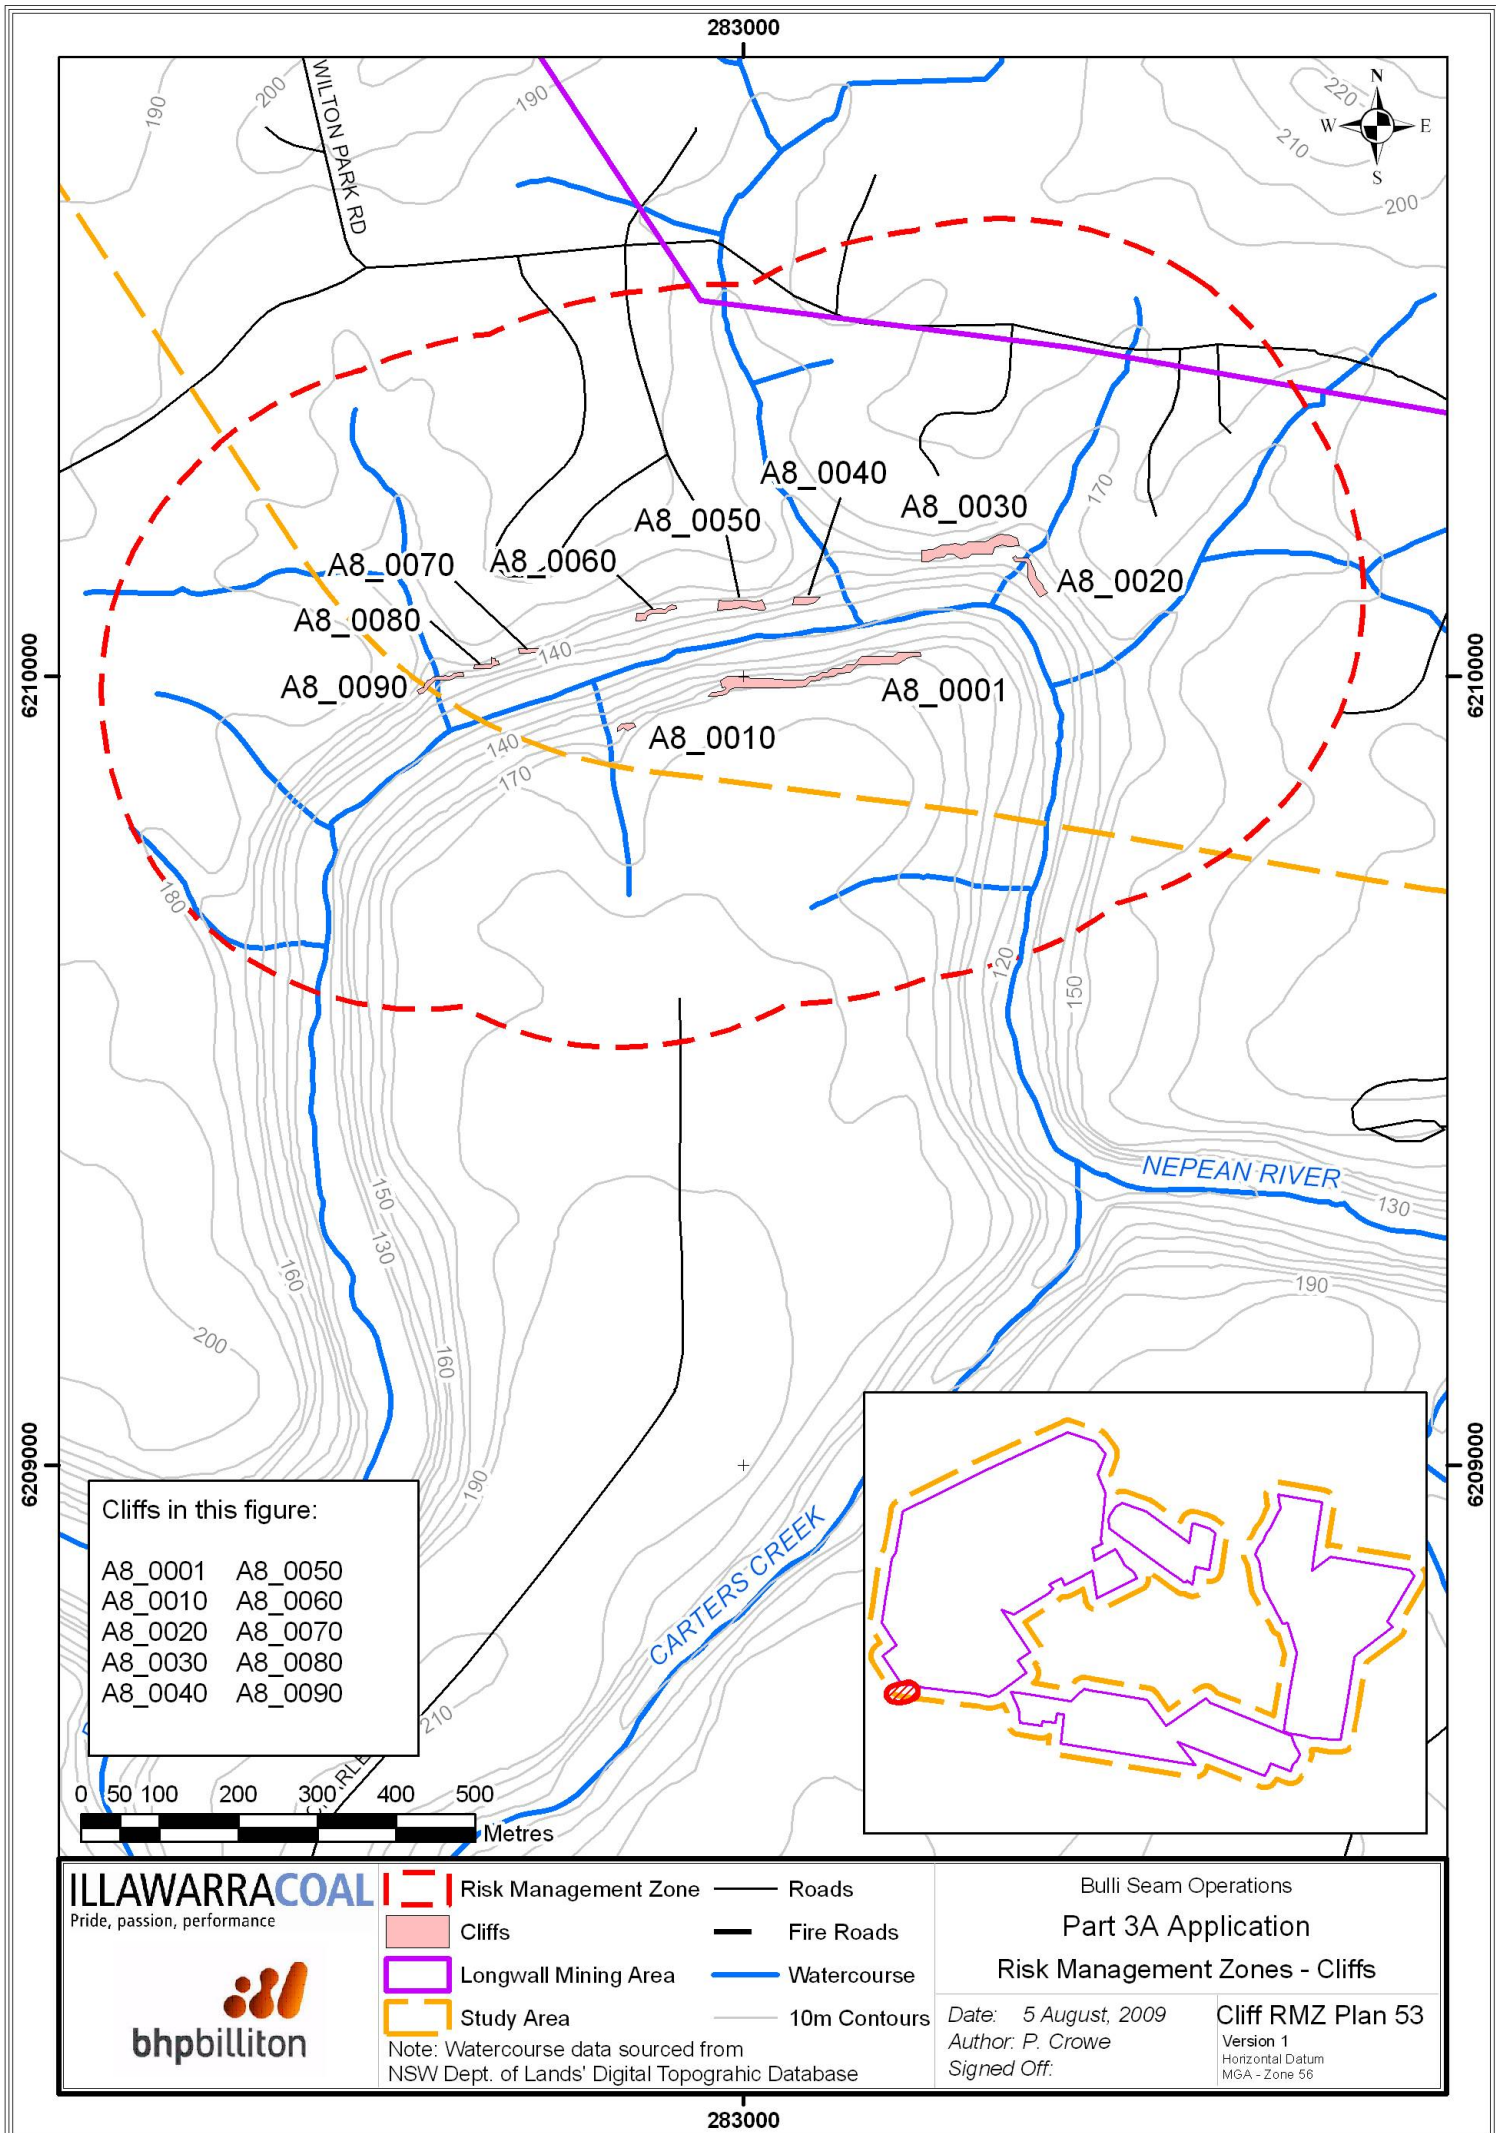 283000
190
200
WILTON PARK RD
190
220
210
200
N
W E
S
170
A8_0040
A8_0030
A8_0050
A8_0060
A8_0070
A8_0020
A8_0080
A8_0090
140
A8_0001
A8_0010
140
170
6210000
6210000
180
120
150
NEPEAN RIVER
130
150
130
160
190
200
160
190
6209000
6209000
CARTERS CREEK
210
Cliffs in this figure:
A8_0001 A8_0050
A8_0010 A8_0060
A8_0020 A8_0070
A8_0030 A8_0080
A8_0040 A8_0090
0 50 100 200 300 400 500
Metres
ILLAWARRACOAL
Pride, passion, performance
bhpbilliton
Risk Management Zone
Cliffs
Longwall Mining Area
Study Area
Roads
Fire Roads
Watercourse
10m Contours
Note: Watercourse data sourced from
NSW Dept. of Lands' Digital Topograhic Database
Bulli Seam Operations
Part 3A Application
Risk Management Zones - Cliffs
Date: 5 August, 2009
Author: P. Crowe
Signed Off:
Cliff RMZ Plan 53
Version 1
Horizontal Datum
MGA - Zone 56
283000